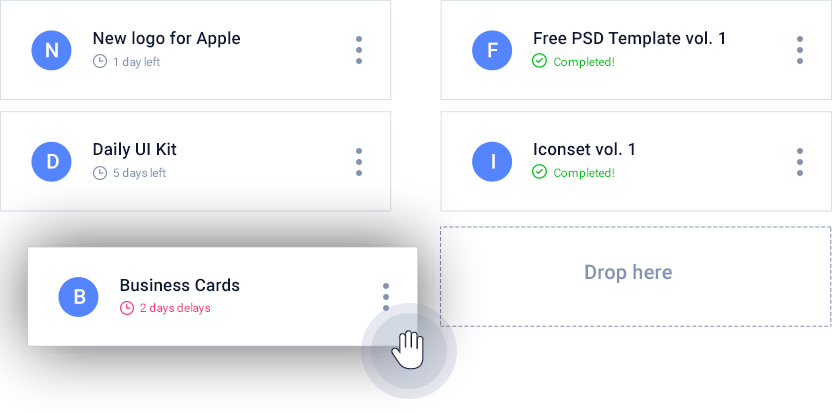 N
New logo for Apple
1 day left
D
Daily UI Kit
5 days left
B
Business Cards
2 days delays
F
Free PSD Template vol. 1
Completed!
I
Iconset vol. 1
Completed!
Drop here